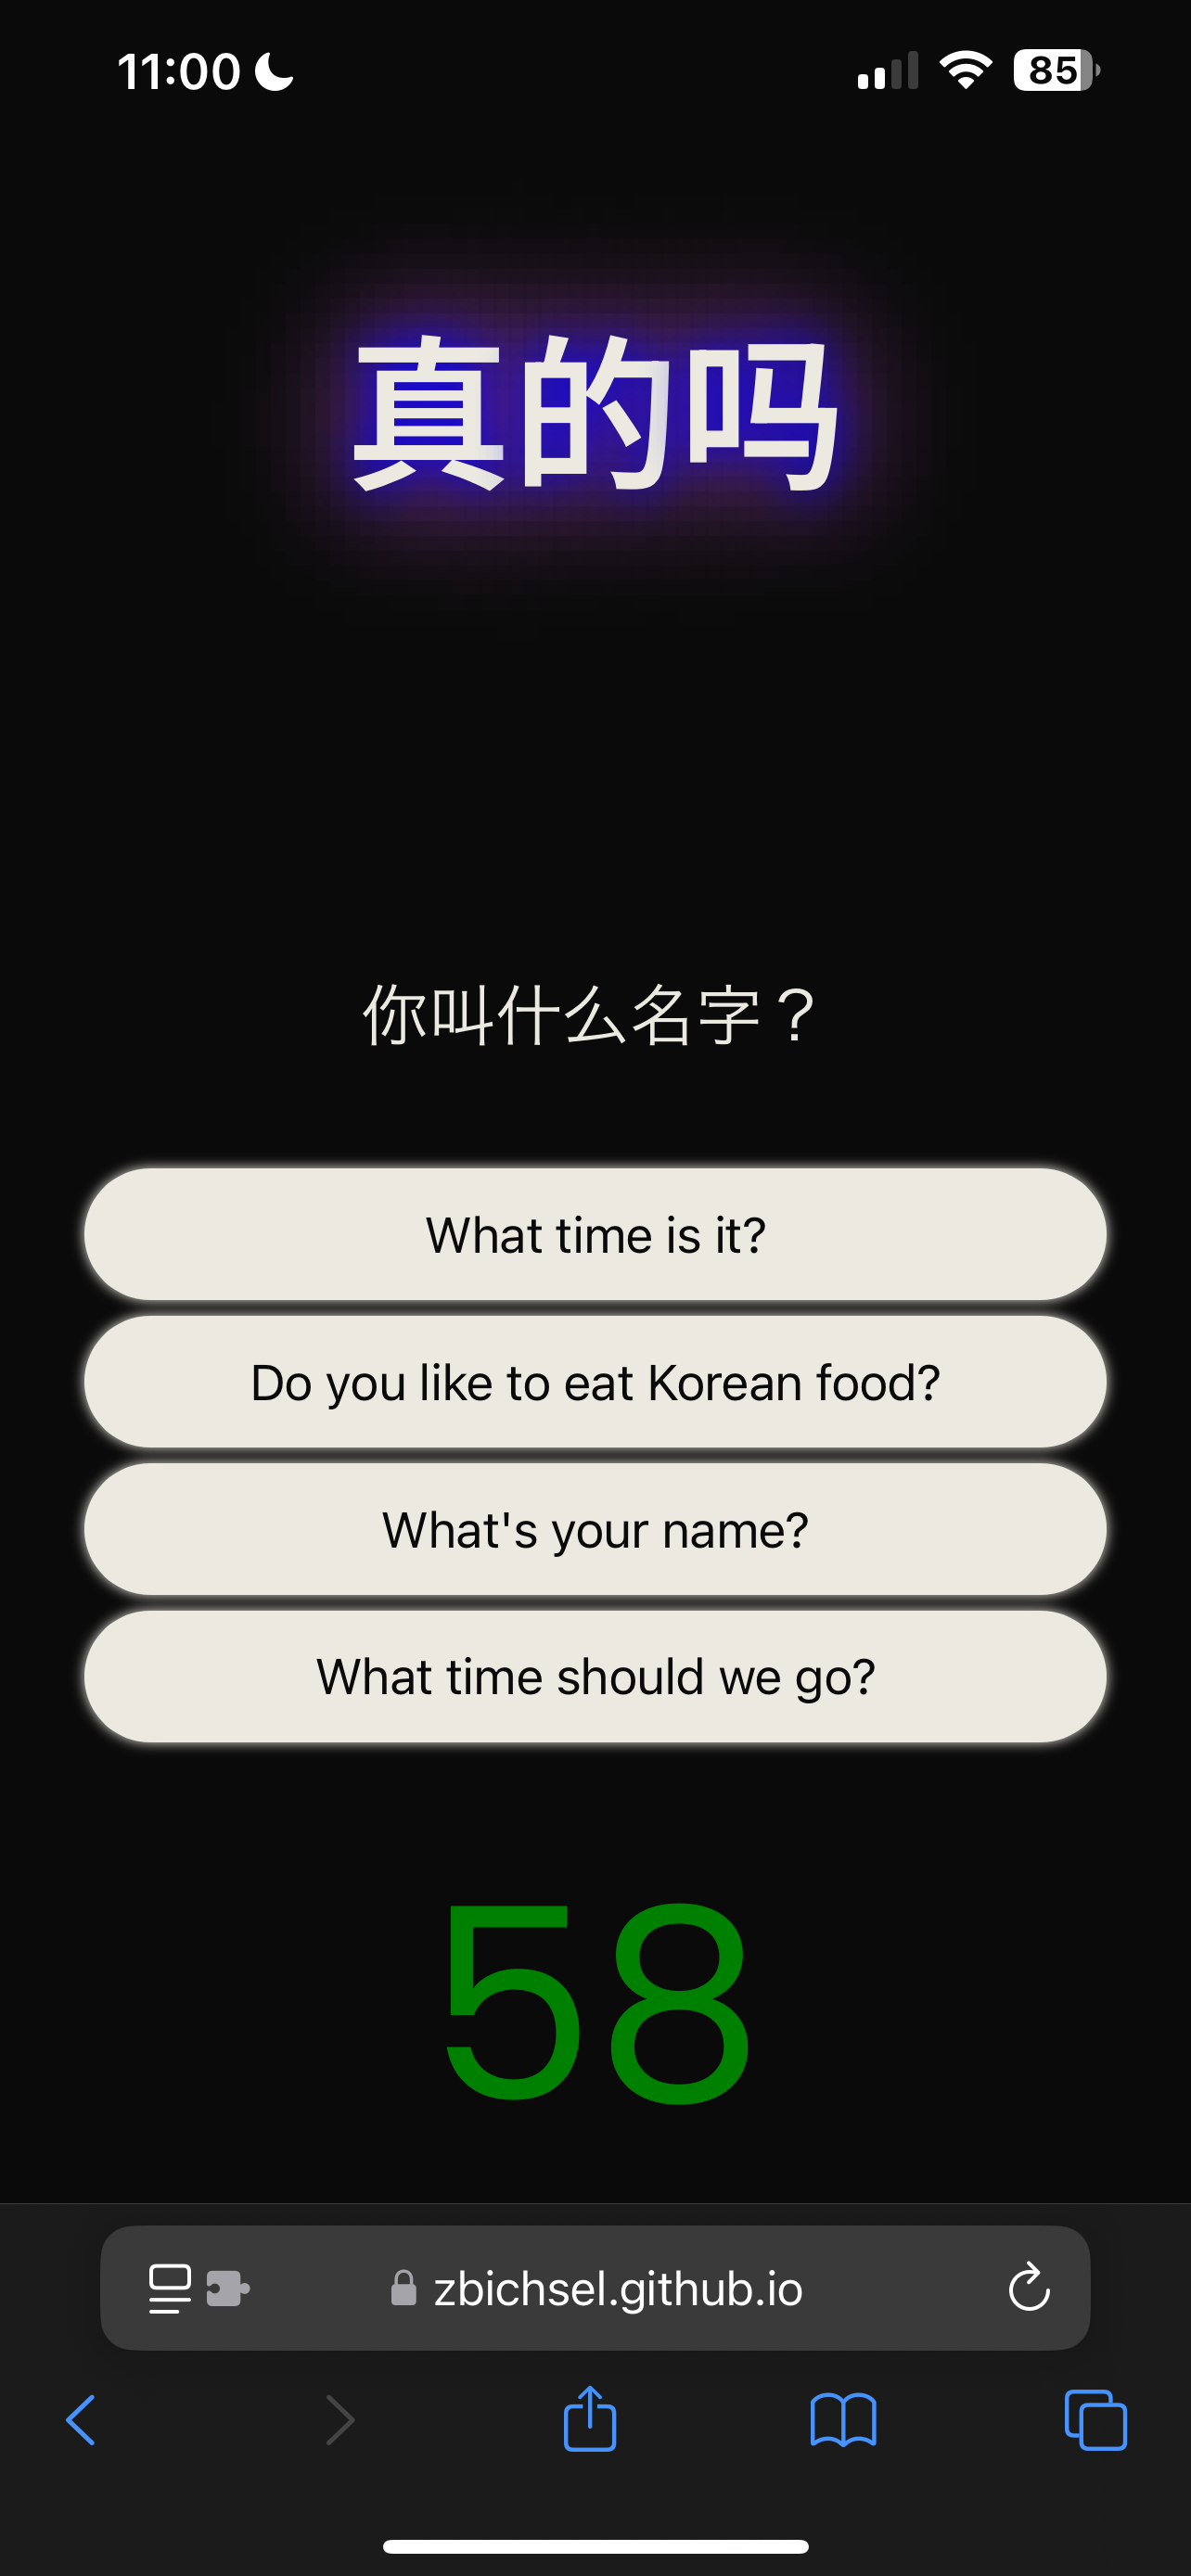 11:00
85
真的吗
你叫什么名字？
What time is it?
Do you like to eat Korean food?
What's your name?
What time should we go?
58
zbichsel.github.io